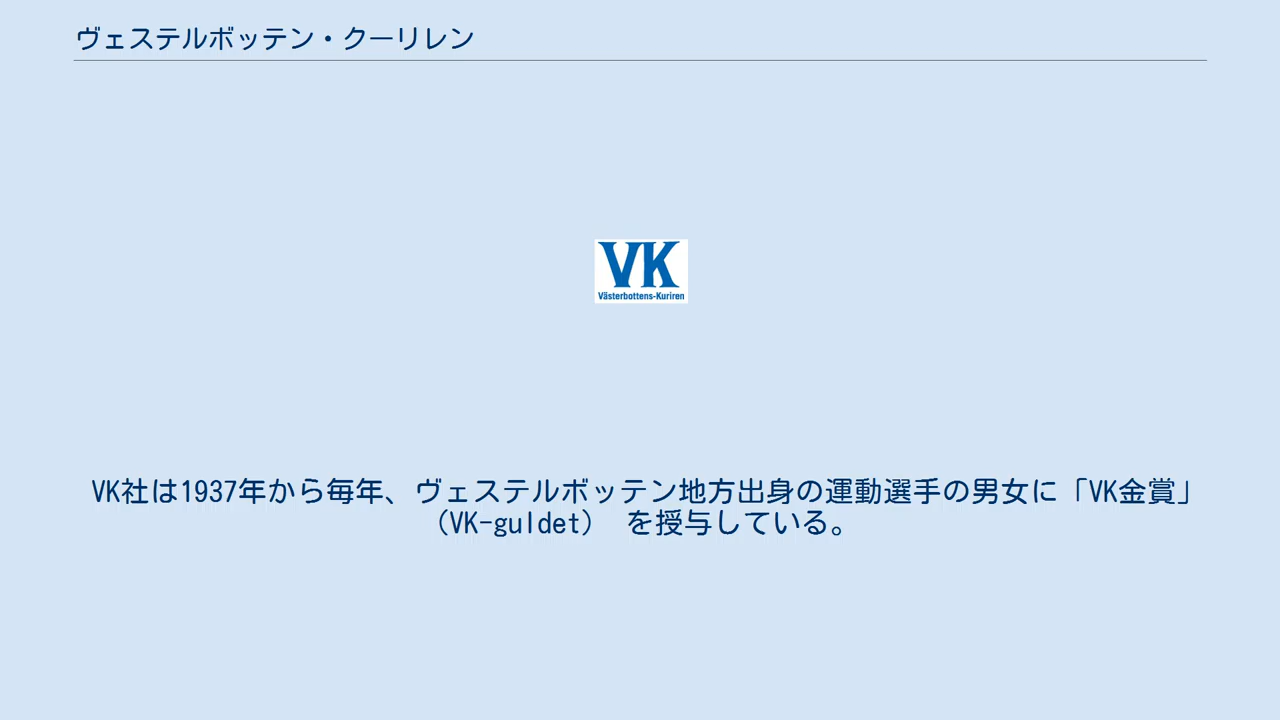 ヴェステルボッテン・クーリレン
VK
Västerbottens-Kuriren
VK社は1937年から毎年、ヴェステルボッテン地方出身の運動選手の男女に「VK金賞」
（VK-guldet） を授与している。